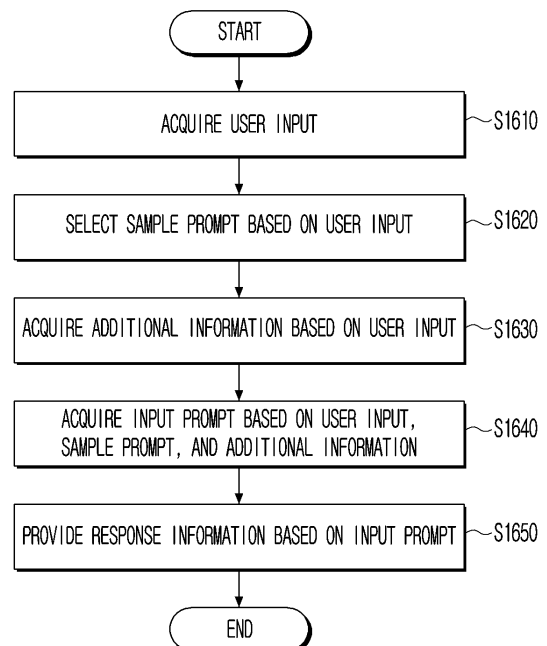 START
ACQUIRE USER INPUT
S1610
SELECT SAMPLE PROMPT BASED ON USER INPUT
S1620
ACQUIRE ADDITIONAL INFORMATION BASED ON USER INPUT
S1630
ACQUIRE INPUT PROMPT BASED ON USER INPUT,
SAMPLE PROMPT, AND ADDITIONAL INFORMATION
S1640
PROVIDE RESPONSE INFORMATION BASED ON INPUT PROMPT
S1650
END